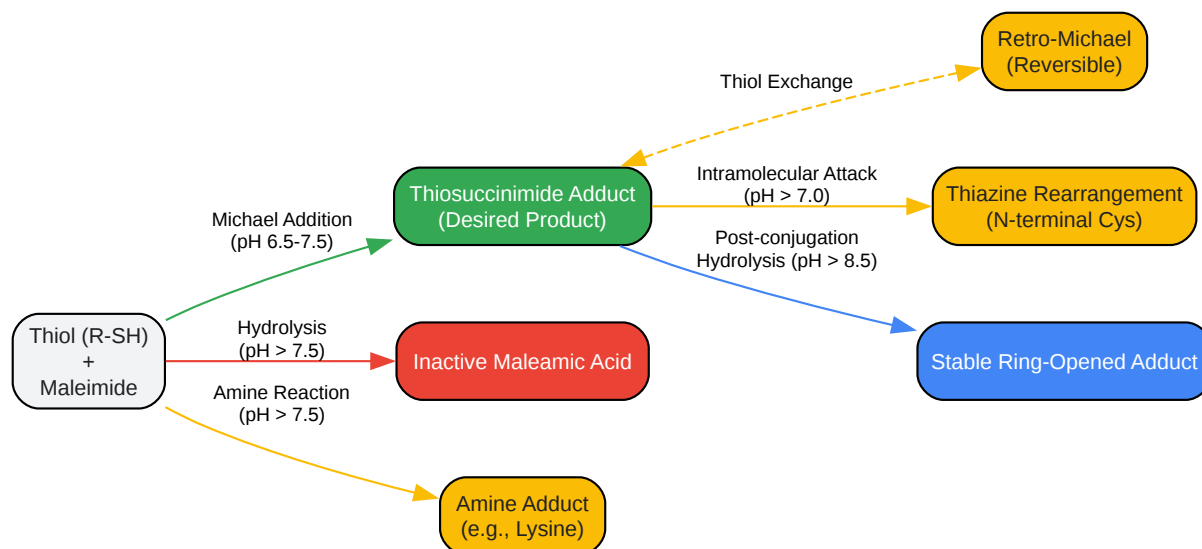 Retro-Michael
(Reversible)
Thiol Exchange
Intramolecular Attack
(pH > 7.0)
Thiazine Rearrangement
(N-terminal Cys)
Thiosuccinimide Adduct
(Desired Product)
Michael Addition
(pH 6.5-7.5)
Post-conjugation
Hydrolysis (pH > 8.5)
Thiol (R-SH)
+
Maleimide
Hydrolysis
(pH > 7.5)
Inactive Maleamic Acid
Stable Ring-Opened Adduct
Amine Reaction
(pH > 7.5)
Amine Adduct
(e.g., Lysine)